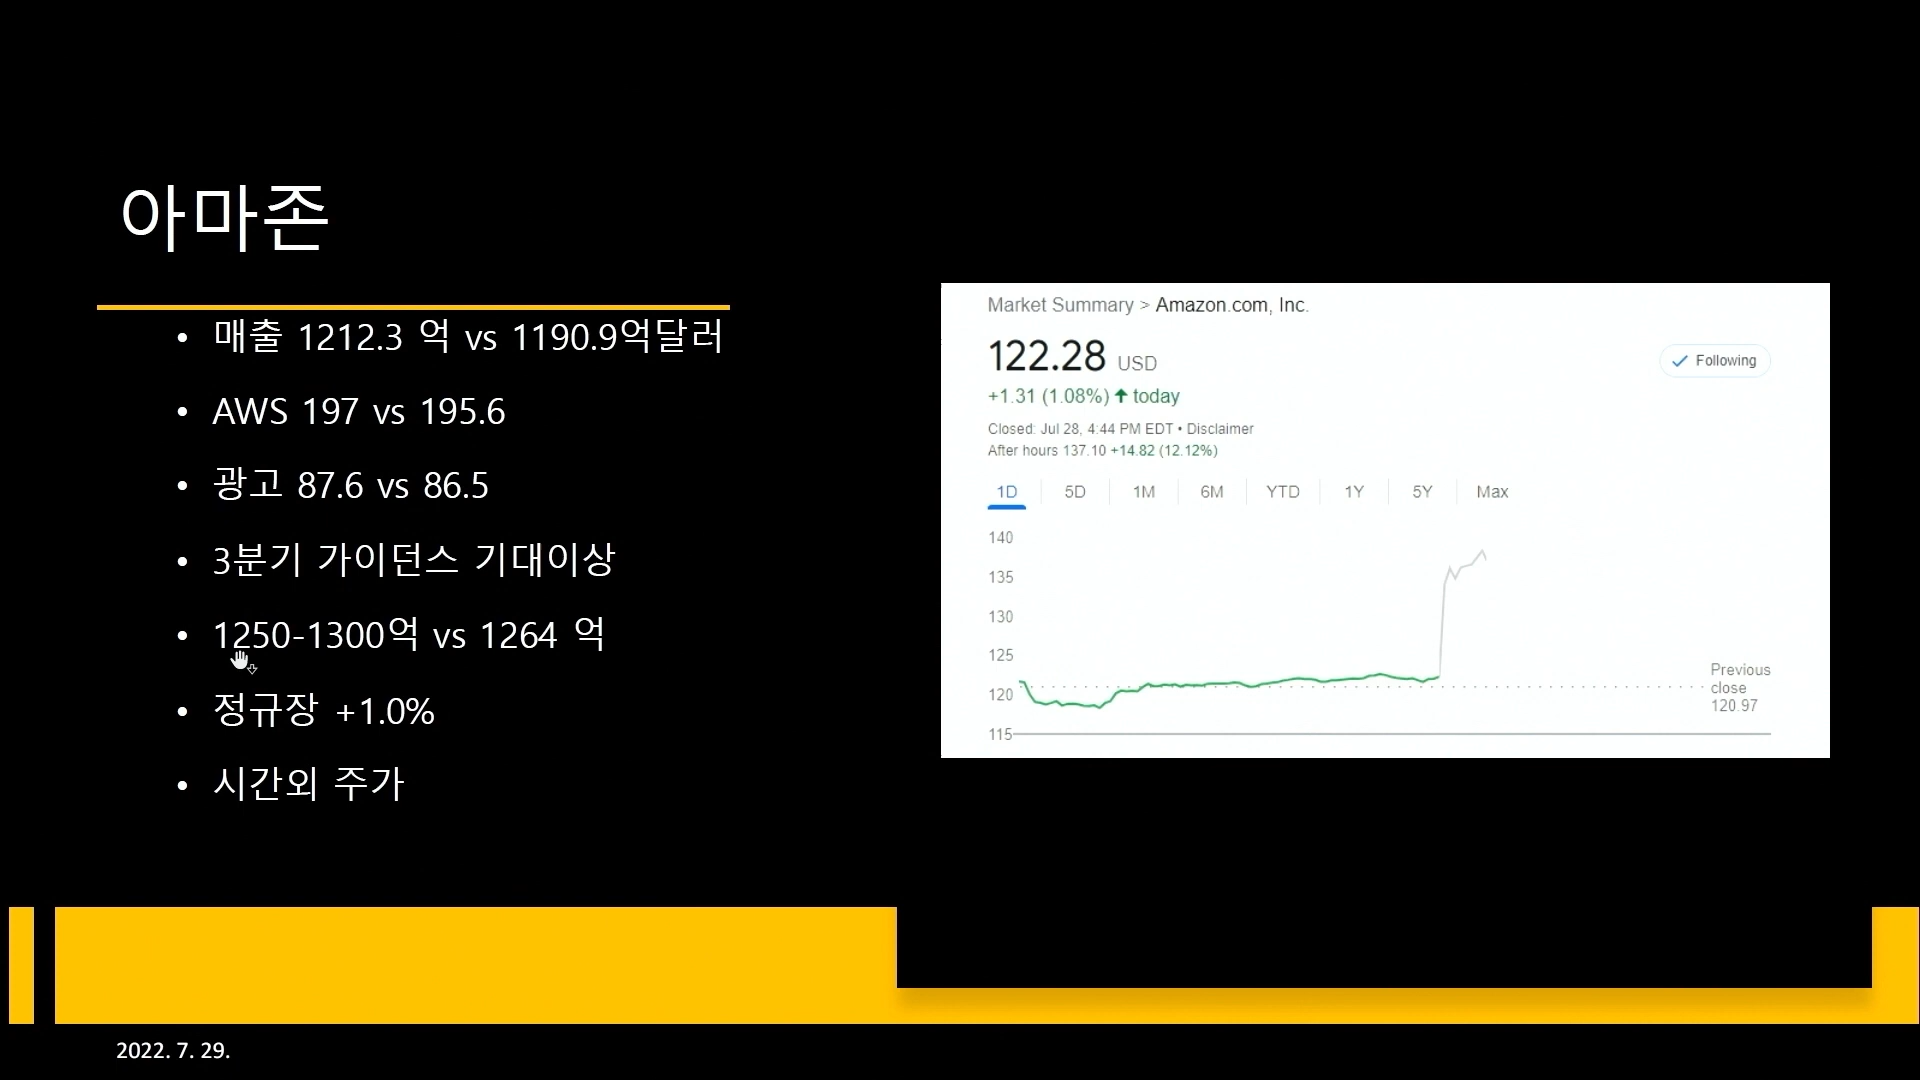 아마존
• 매출 1212.3 억 vs 1190.9억달러
• AWS 197 vs 195.6
• 광고 87.6 vs 86.5
• 3분기 가이던스 기대이상
• 1250-1300억 vs 1264 억
• 정규장 +1.0%
• 시간외 주가
Market Summary > Amazon.com, Inc.
122.28 USD
Following
+1.31 (1.08%) ↑ today
Closed: Jul 28, 4:44 PM EDT • Disclaimer
After hours 137.10 +14.82 (12.12%)
1D 5D 1M 6M YTD 1Y 5Y Max
140
135
130
125
120
115
Previous
close
120.97
2022. 7. 29.